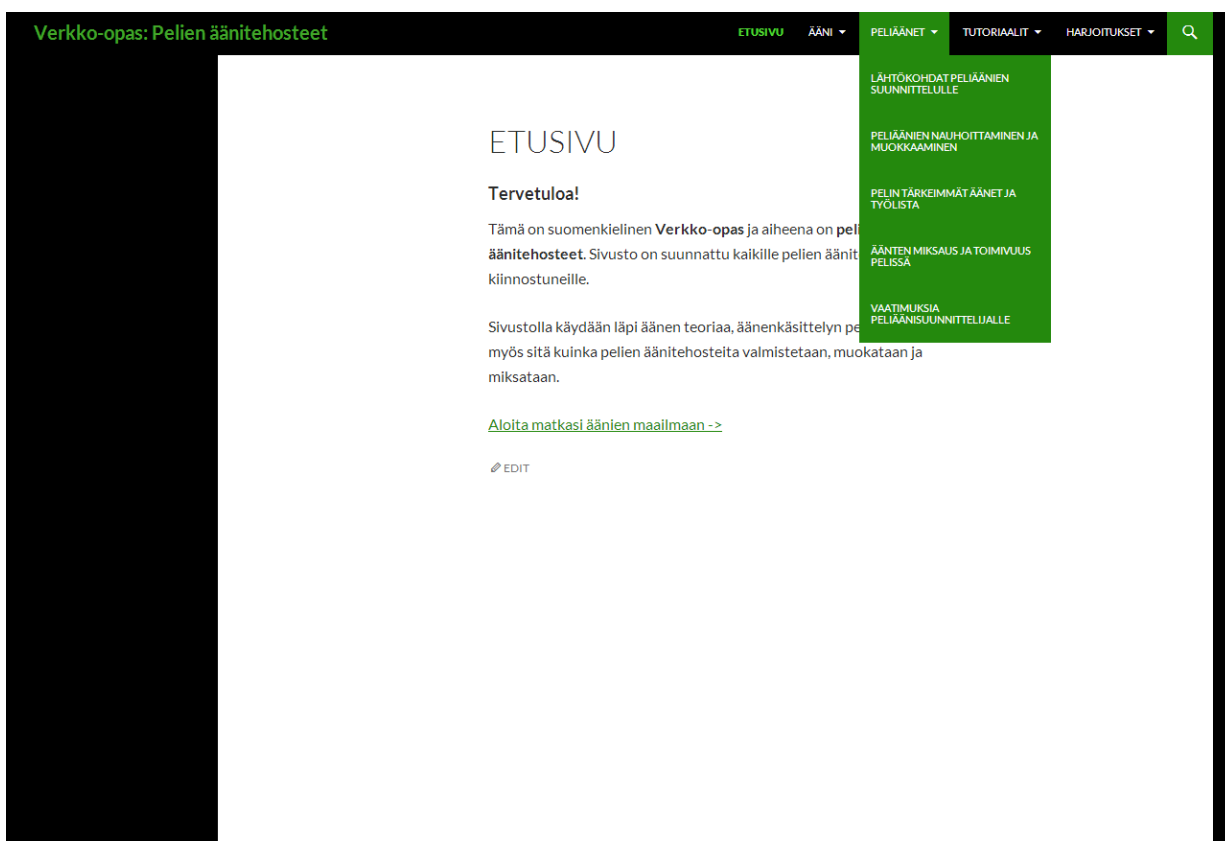 Verkko-opas: Pelien äänitehosteet
ETUSIVU
ÄÄNI
PELIÄÄNET
TUTORIAALIT
HARJOITUKSET
LÄHTÖKOHDAT PELIÄÄNIEN
SUUNNITTELULLE
PELIÄÄNIEN NAUHOITTAMINEN JA
MUOKKAAMINEN
PELIN TÄRKEIMMÄT ÄÄNET JA
TYÖLISTA
ÄÄNTEN MIKSAUS JA TOIMIVUUS
PELISSÄ
VAATIMUKSIA
PELIÄÄNISUUNNITTELIJALLE
ETUSIVU
Tervetuloa!
Tämä on suomenkielinen Verkko-opas ja aiheena on
äänitehosteet. Sivusto on suunnattu kaikille pelien
kiinnostuneille.
Sivustolla käydään läpi äänen teoriaa, äänenkäsittelyn
myös sitä kuinka pelien äänitehosteita valmistetaan, muokataan ja
miksataan.
Aloita matkasi äänien maailmaan ->
EDIT